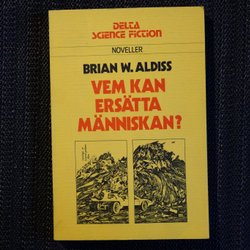 DELTA
SCIENCE FICTION
NOVELLER
BRIAN W. ALDISS
VEM KAN
ERSÄTTA
MÄNNISKAN?